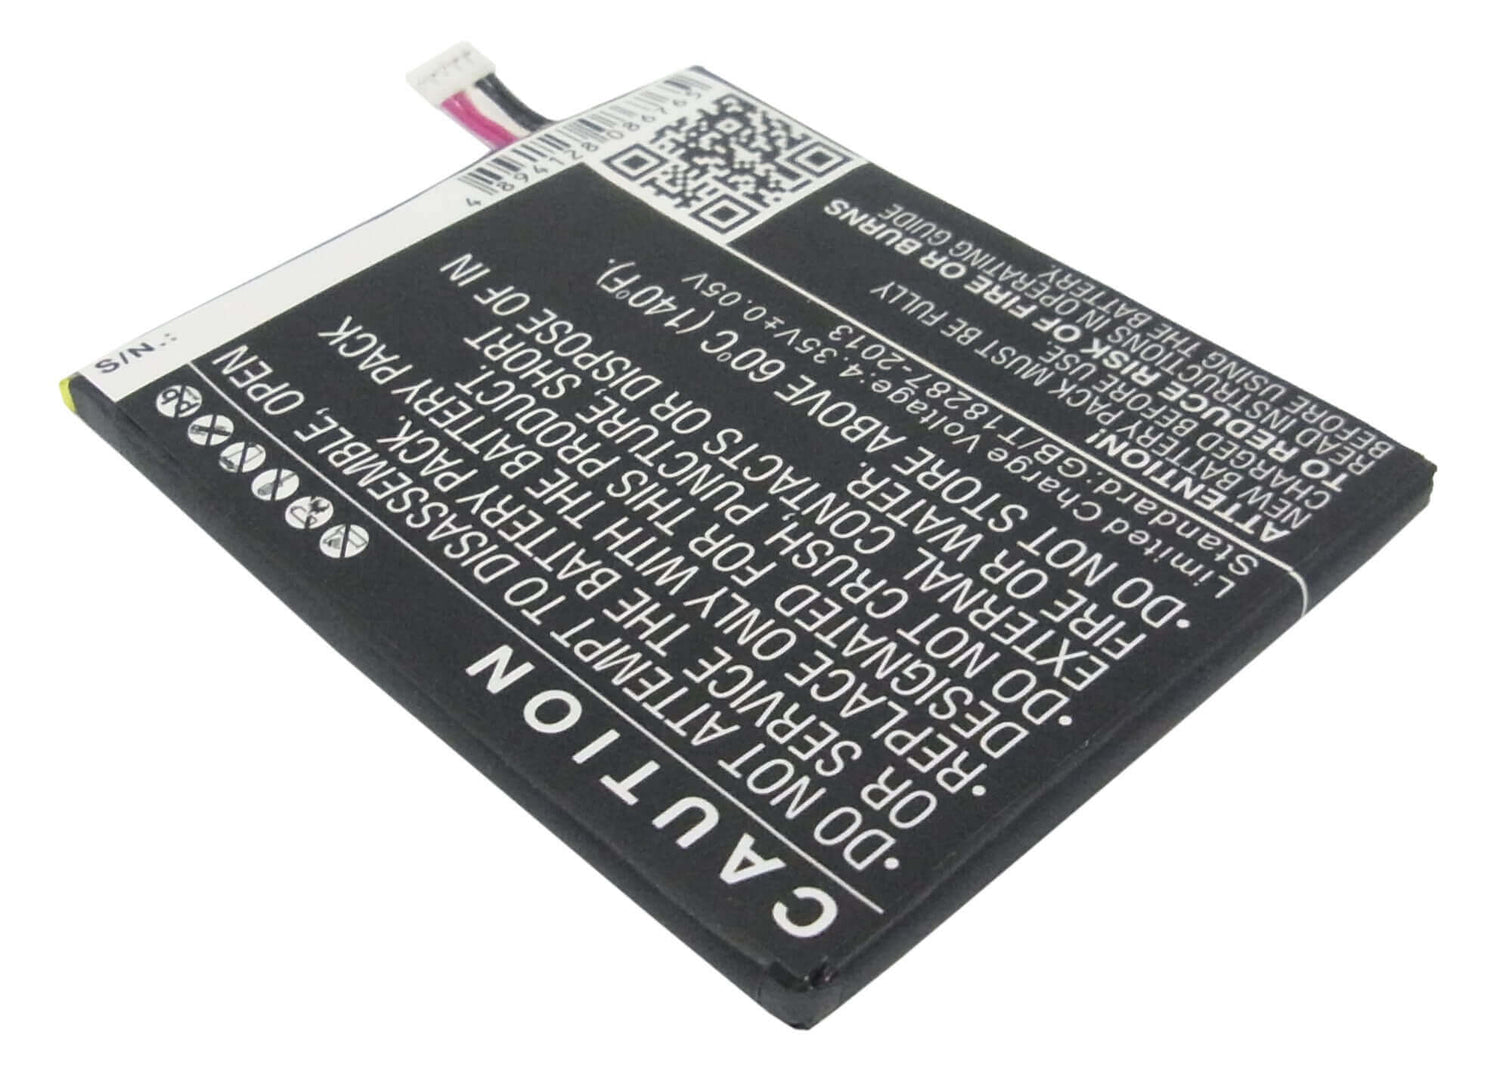 CAUTION
•DO NOT ATTEMPT TO DISASSEMBLE, OPEN
OR SERVICE THE BATTERY PACK.
•REPLACE ONLY WITH THE BATTERY PACK
DESIGNATED FOR THIS PRODUCT.
•DO NOT CRUSH, PUNCTURE, SHORT
EXTERNAL CONTACTS OR DISPOSE OF IN
FIRE OR WATER.
•DO NOT STORE ABOVE 60°C (140°F).
Limited Charge Voltage:4.35V±0.05V
Standard:GB/T18287-2013
ATTENTION!
NEW BATTERY PACK MUST BE FULLY
CHARGED BEFORE USE.
TO REDUCE RISK OF FIRE OR BURNS
READ INSTRUCTIONS IN OPERATING GUIDE
BEFORE USING THE BATTERY.
S/N.:
4 894128 086765